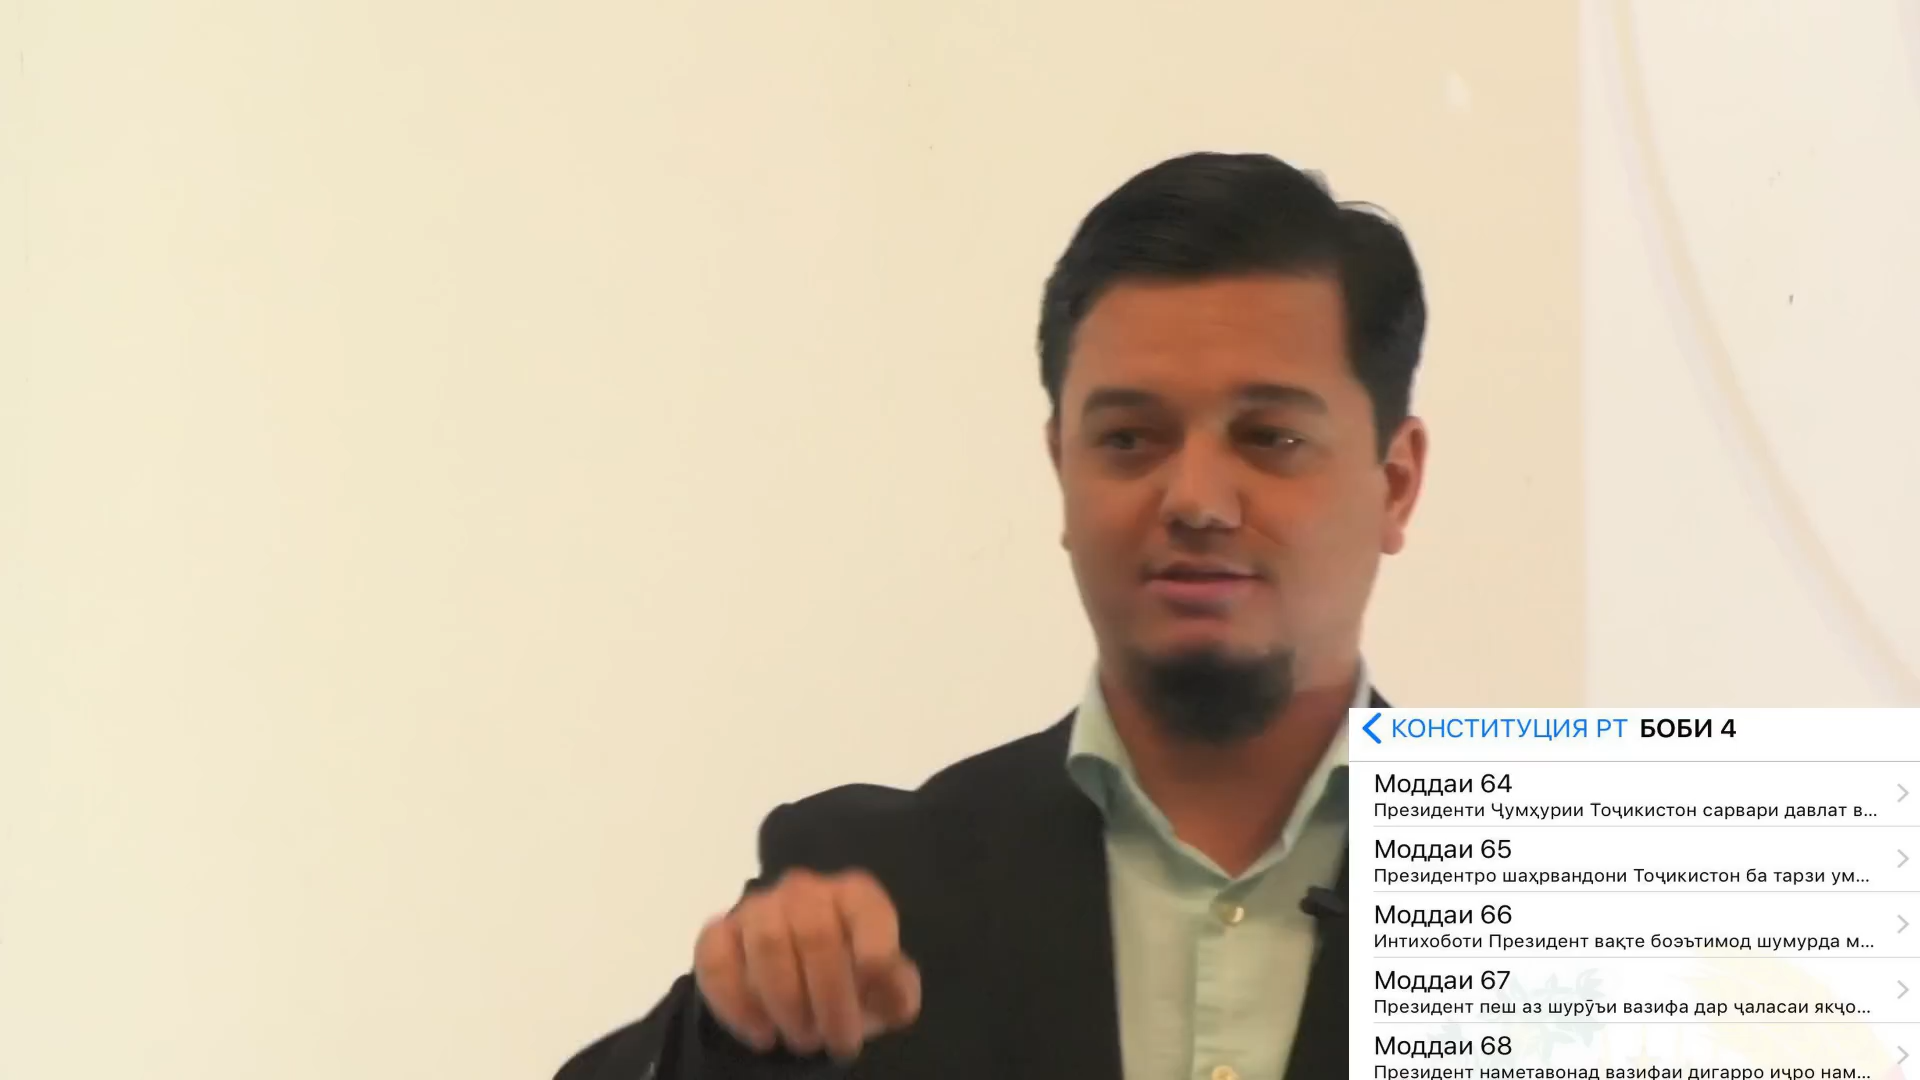 КОНСТИТУЦИЯ РТ БОБИ 4
Моддаи 64
Президенти Ҷумҳурии Тоҷикистон сарвари давлат в...
Моддаи 65
Президентро шаҳрвандони Тоҷикистон ба тарзи ум...
Моддаи 66
Интихоботи Президент вақте боэътимод шумурда м...
Моддаи 67
Президент пеш аз шурӯъи вазифа дар ҷаласаи якҷо...
Моддаи 68
Президент наметавонад вазифаи дигарро иҷро нам...